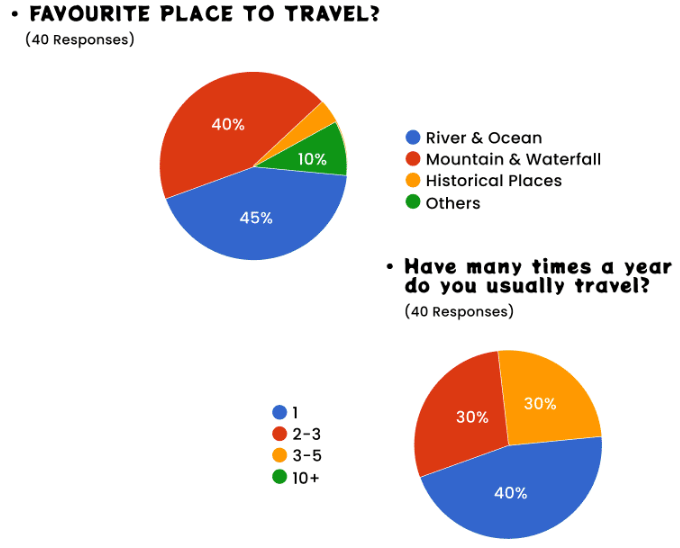 • FAVOURITE PLACE TO TRAVEL?
(40 Responses)
40%
10%
45%
River & Ocean
Mountain & Waterfall
Historical Places
Others
• Have many times a year
do you usually travel?
(40 Responses)
1
2-3
3-5
10+
30%
30%
40%